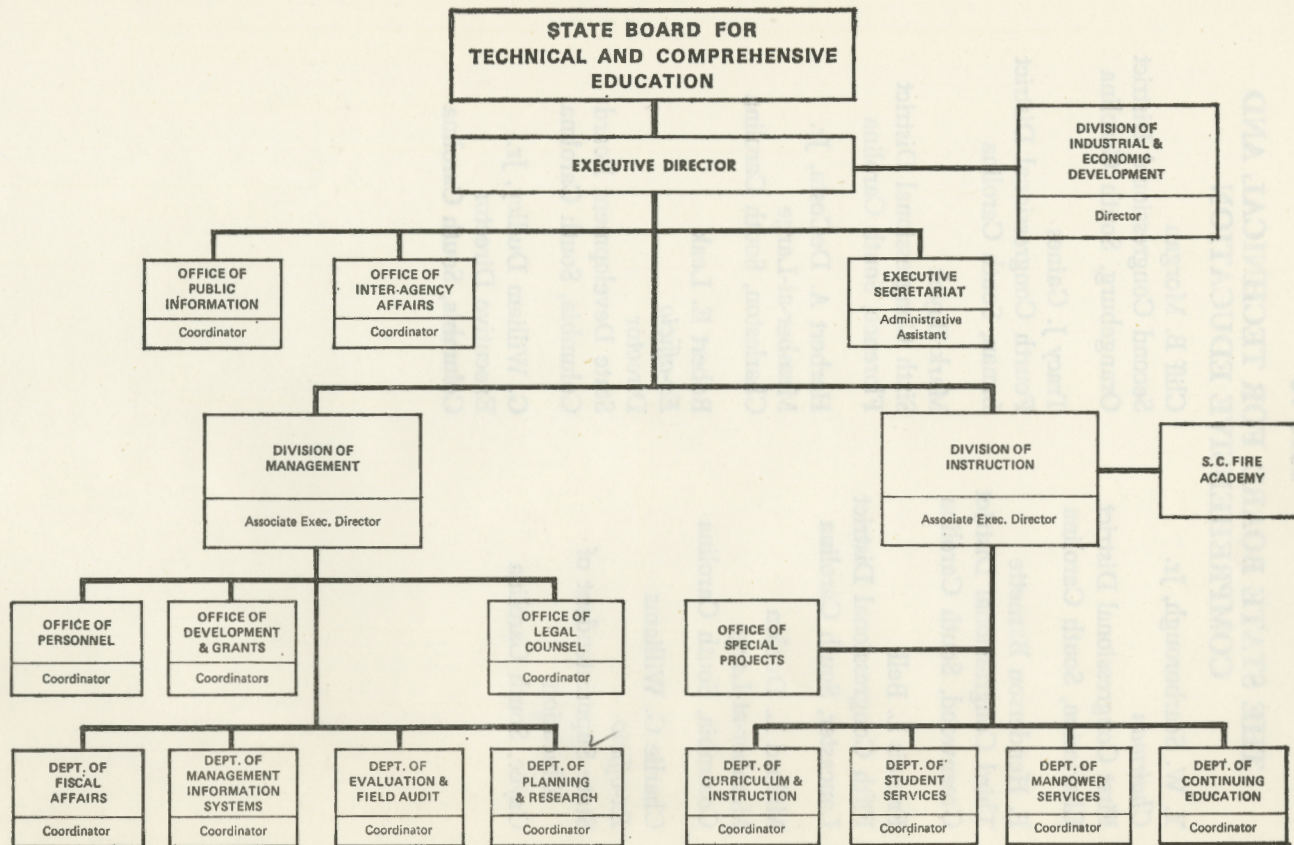 STATE BOARD FOR
TECHNICAL AND COMPREHENSIVE
EDUCATION
EXECUTIVE DIRECTOR
DIVISION OF
INDUSTRIAL &
ECONOMIC
DEVELOPMENT
Director
OFFICE OF
PUBLIC
INFORMATION
Coordinator
OFFICE OF
INTER-AGENCY
AFFAIRS
Coordinator
EXECUTIVE
SECRETARIAT
Administrative
Assistant
DIVISION OF
MANAGEMENT
Associate Exec. Director
DIVISION OF
INSTRUCTION
Associate Exec. Director
S. C. FIRE
ACADEMY
OFFICE OF
PERSONNEL
Coordinator
OFFICE OF
DEVELOPMENT
& GRANTS
Coordinators
OFFICE OF
LEGAL
COUNSEL
Coordinator
OFFICE OF
SPECIAL
PROJECTS
DEPT. OF
FISCAL
AFFAIRS
Coordinator
DEPT. OF
MANAGEMENT
INFORMATION
SYSTEMS
Coordinator
DEPT. OF
EVALUATION &
FIELD AUDIT
Coordinator
DEPT. OF
PLANNING
& RESEARCH
Coordinator
DEPT. OF
CURRICULUM &
INSTRUCTION
Coordinator
DEPT. OF
STUDENT
SERVICES
Coordinator
DEPT. OF
MANPOWER
SERVICES
Coordinator
DEPT. OF
CONTINUING
EDUCATION
Coordinator